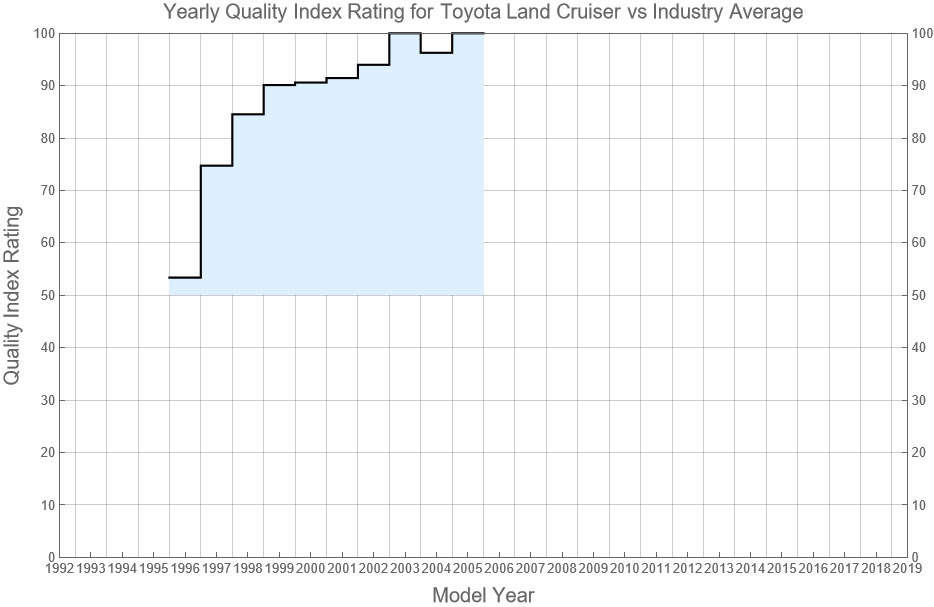 Yearly Quality Index Rating for Toyota Land Cruiser vs Industry Average
100 100
90 90
80 80
70 70
60 60
50 50
40 40
30 30
20 20
10 10
0 0
Quality Index Rating
1992 1993 1994 1995 1996 1997 1998 1999 2000 2001 2002 2003 2004 2005 2006 2007 2008 2009 2010 2011 2012 2013 2014 2015 2016 2017 2018 2019
Model Year